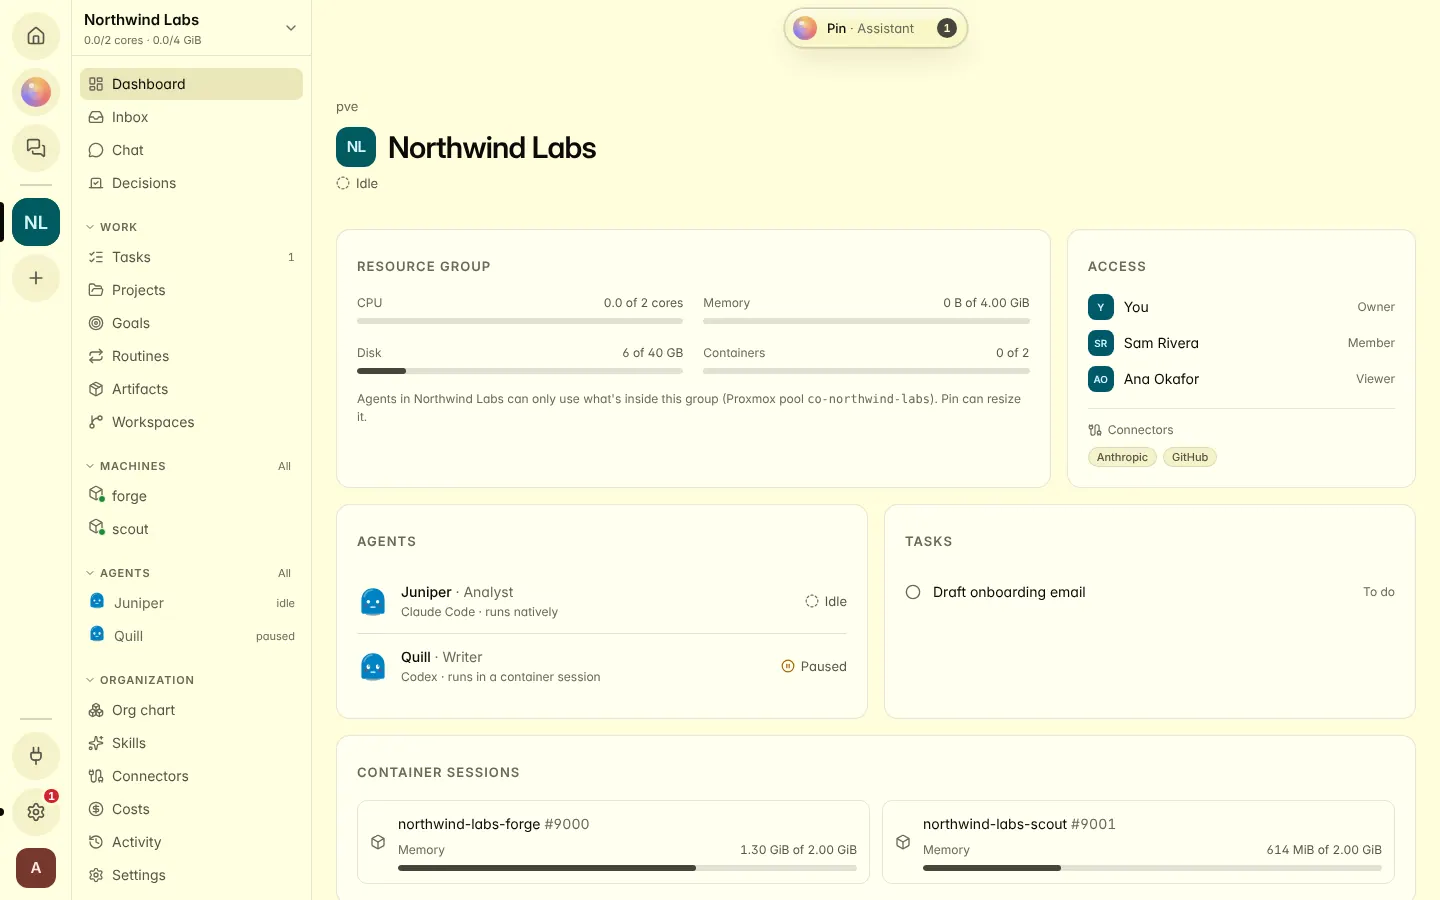 Northwind Labs
0.0/2 cores · 0.0/4 GiB
Dashboard
Inbox
Chat
Decisions
WORK
Tasks 1
Projects
Goals
Routines
Artifacts
Workspaces
MACHINES All
forge
scout
AGENTS All
Juniper idle
Quill paused
ORGANIZATION
Org chart
Skills
Connectors
Costs
Activity
Settings
NL
1
A
Pin · Assistant 1
pve
NL Northwind Labs
Idle
RESOURCE GROUP
CPU 0.0 of 2 cores
Memory 0 B of 4.00 GiB
Disk 6 of 40 GB
Containers 0 of 2
Agents in Northwind Labs can only use what's inside this group (Proxmox pool co-northwind-labs). Pin can resize
it.
ACCESS
Y You Owner
SR Sam Rivera Member
AO Ana Okafor Viewer
Connectors
Anthropic GitHub
AGENTS
Juniper · Analyst
Claude Code · runs natively
Idle
Quill · Writer
Codex · runs in a container session
Paused
TASKS
Draft onboarding email To do
CONTAINER SESSIONS
northwind-labs-forge #9000
Memory 1.30 GiB of 2.00 GiB
northwind-labs-scout #9001
Memory 614 MiB of 2.00 GiB